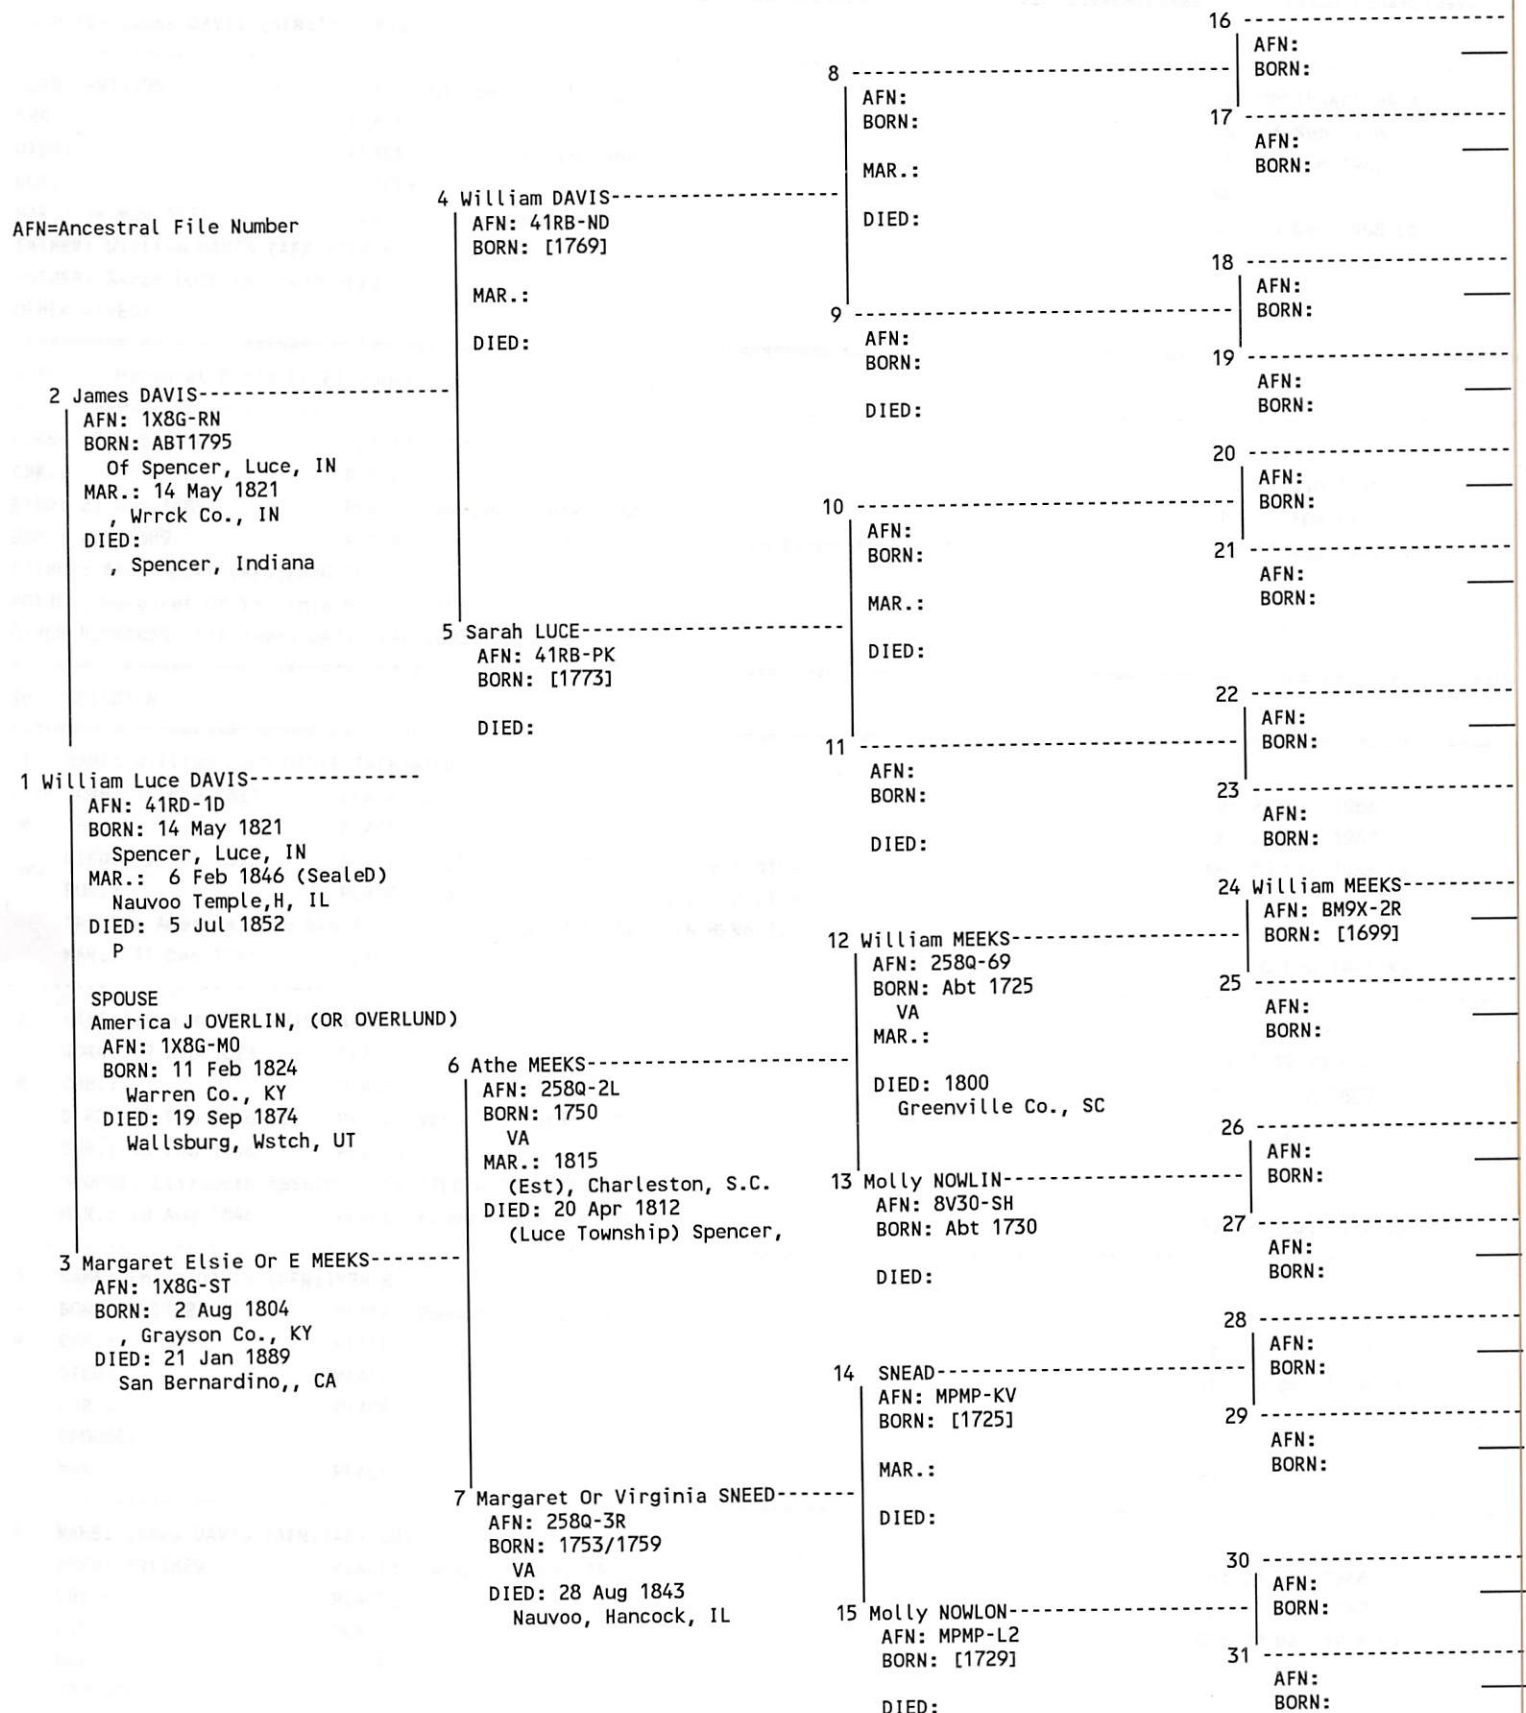 AFN=Ancestral File Number
1 William Luce DAVIS--------------
AFN: 41RD-1D
BORN: 14 May 1821
Spencer, Luce, IN
MAR.: 6 Feb 1846 (SealeD)
Nauvoo Temple,H, IL
DIED: 5 Jul 1852
P
SPOUSE
America J OVERLIN, (OR OVERLUND)
AFN: 1X8G-M0
BORN: 11 Feb 1824
Warren Co., KY
DIED: 19 Sep 1874
Wallsburg, Wstch, UT
2 James DAVIS---------------------
AFN: 1X8G-RN
BORN: ABT1795
Of Spencer, Luce, IN
MAR.: 14 May 1821
, Wrrck Co., IN
DIED:
, Spencer, Indiana
3 Margaret Elsie Or E MEEKS--------
AFN: 1X8G-ST
BORN: 2 Aug 1804
, Grayson Co., KY
DIED: 21 Jan 1889
San Bernardino,, CA
4 William DAVIS-------------------
AFN: 41RB-ND
BORN: [1769]
MAR.:
DIED:
5 Sarah LUCE----------------------
AFN: 41RB-PK
BORN: [1773]
DIED:
6 Athe MEEKS----------------------
AFN: 258Q-2L
BORN: 1750
VA
MAR.: 1815
(Est), Charleston, S.C.
DIED: 20 Apr 1812
(Luce Township) Spencer,
7 Margaret Or Virginia SNEED-------
AFN: 258Q-3R
BORN: 1753/1759
VA
DIED: 28 Aug 1843
Nauvoo, Hancock, IL
8 --------------------------------
AFN:
BORN:
MAR.:
DIED:
9 --------------------------------
AFN:
BORN:
DIED:
10 --------------------------------
AFN:
BORN:
MAR.:
DIED:
11 --------------------------------
AFN:
BORN:
DIED:
12 William MEEKS-------------------
AFN: 258Q-69
BORN: Abt 1725
VA
MAR.:
DIED: 1800
Greenville Co., SC
13 Molly NOWLIN--------------------
AFN: 8V30-SH
BORN: Abt 1730
DIED:
14 SNEAD--------------------------
AFN: MPMP-KV
BORN: [1725]
MAR.:
DIED:
15 Molly NOWLON--------------------
AFN: MPMP-L2
BORN: [1729]
DIED:
16 ----------------------
AFN:
BORN:
17 ----------------------
AFN:
BORN:
18 ----------------------
AFN:
BORN:
19 ----------------------
AFN:
BORN:
20 ----------------------
AFN:
BORN:
21 ----------------------
AFN:
BORN:
22 ----------------------
AFN:
BORN:
23 ----------------------
AFN:
BORN:
24 William MEEKS---------
AFN: BM9X-2R
BORN: [1699]
25 ----------------------
AFN:
BORN:
26 ----------------------
AFN:
BORN:
27 ----------------------
AFN:
BORN:
28 ----------------------
AFN:
BORN:
29 ----------------------
AFN:
BORN:
30 ----------------------
AFN:
BORN:
31 ----------------------
AFN:
BORN: